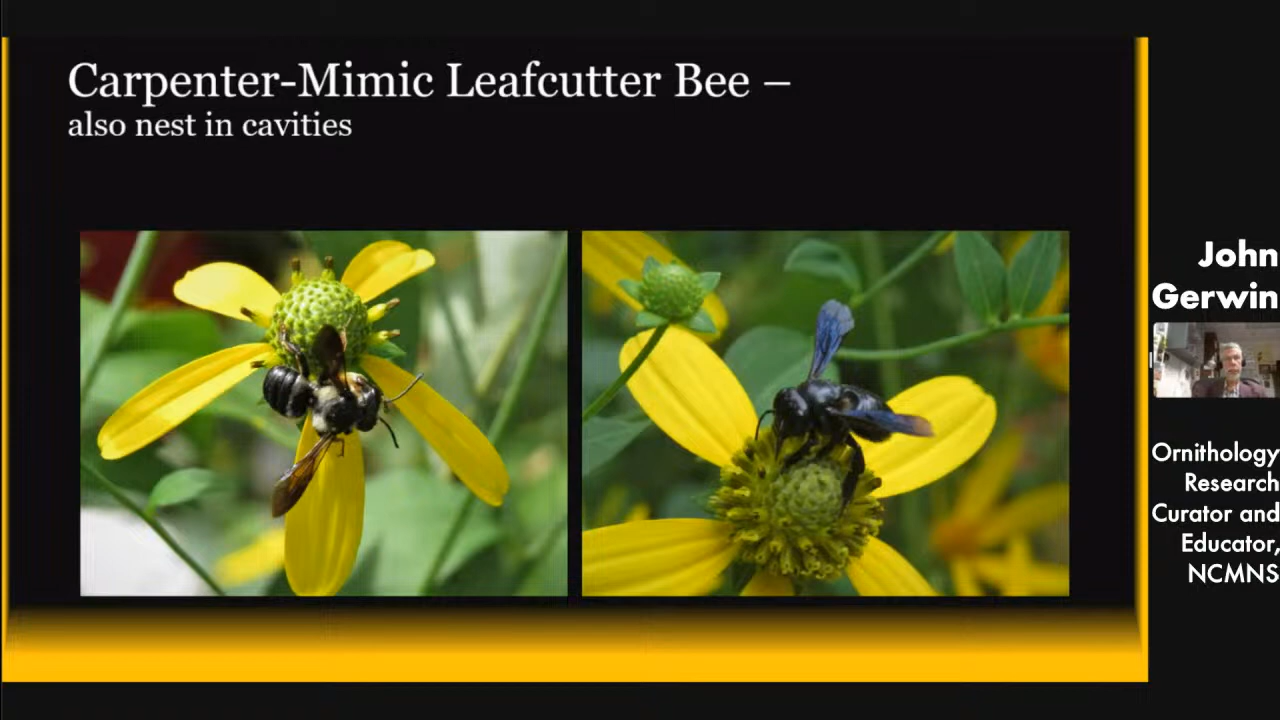 Carpenter-Mimic Leafcutter Bee –
also nest in cavities
John
Gerwin
Ornithology
Research
Curator and
Educator,
NCMNS